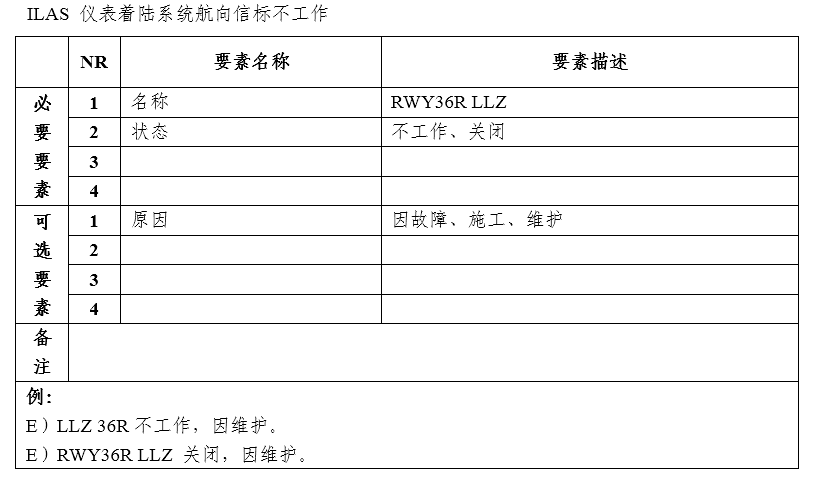 ILAS 仪表着陆系统航向信标不工作
NR 要素名称 要素描述
必要要素
1 名称 RWY36R LLZ
2 状态 不工作、关闭
3
4
可选要素
1 原因 因故障、施工、维护
2
3
4
备注
例：
E）LLZ 36R 不工作，因维护。
E）RWY36R LLZ 关闭，因维护。